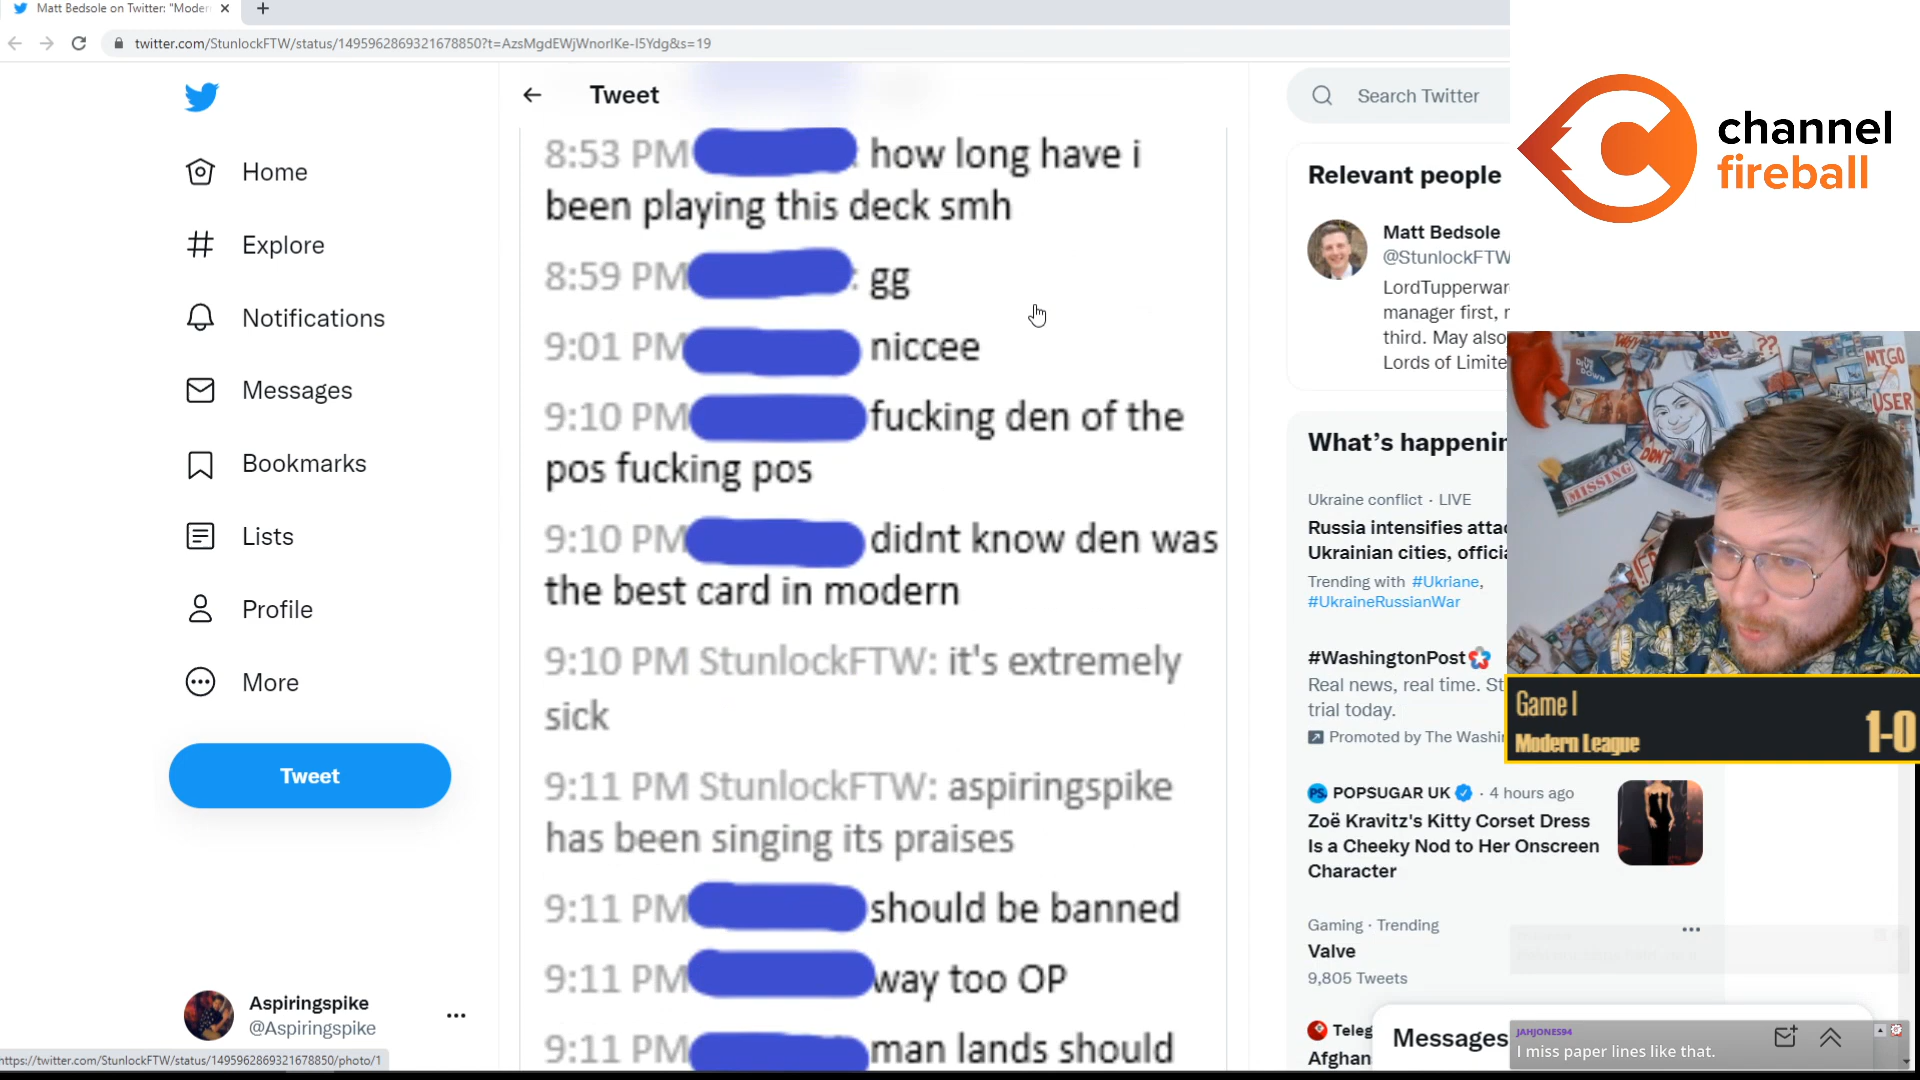 Matt Bedsole on Twitter: "Moder
twitter.com/StunlockFTW/status/1495962869321678850?t=AzsMgdEWjWnorIKe-I5Ydg&s=19
Home
Explore
Notifications
Messages
Bookmarks
Lists
Profile
More
Tweet
Aspiringspike
@Aspiringspike
https://twitter.com/StunlockFTW/status/1495962869321678850/photo/1
Tweet
8:53 PM how long have i
been playing this deck smh
8:59 PM : gg
9:01 PM niccee
9:10 PM fucking den of the
pos fucking pos
9:10 PM didnt know den was
the best card in modern
9:10 PM StunlockFTW: it's extremely
sick
9:11 PM StunlockFTW: aspiringspike
has been singing its praises
9:11 PM should be banned
9:11 PM way too OP
9:11 PM man lands should
Search Twitter
Relevant people
Matt Bedsole
@StunlockFTW
LordTupperwar
manager first, r
third. May also
Lords of Limite
What's happenin
Ukraine conflict · LIVE
Russia intensifies attac
Ukrainian cities, officia
Trending with #Ukriane,
#UkraineRussianWar
#WashingtonPost
Real news, real time. St
trial today.
Promoted by The Washi
PS. POPSUGAR UK · 4 hours ago
Zoë Kravitz's Kitty Corset Dress
Is a Cheeky Nod to Her Onscreen
Character
Gaming · Trending
Valve
9,805 Tweets
Teleg
Afghan
Messages
channel
fireball
MTGO
USER
??
THE
DIVE
DOWN
DDNT
MISSING
Game 1
Modern League
1-0
JAHJONES94
I miss paper lines like that.